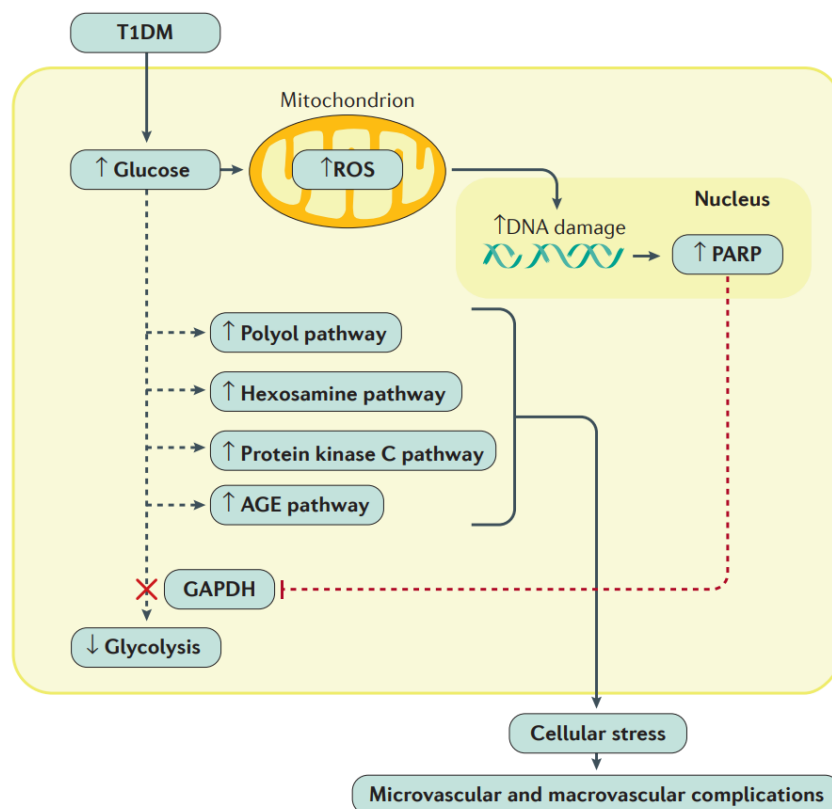 T1DM
Mitochondrion
↑ Glucose
↑ROS
Nucleus
↑DNA damage
↑ PARP
↑ Polyol pathway
↑ Hexosamine pathway
↑ Protein kinase C pathway
↑ AGE pathway
GAPDH
↓ Glycolysis
Cellular stress
Microvascular and macrovascular complications